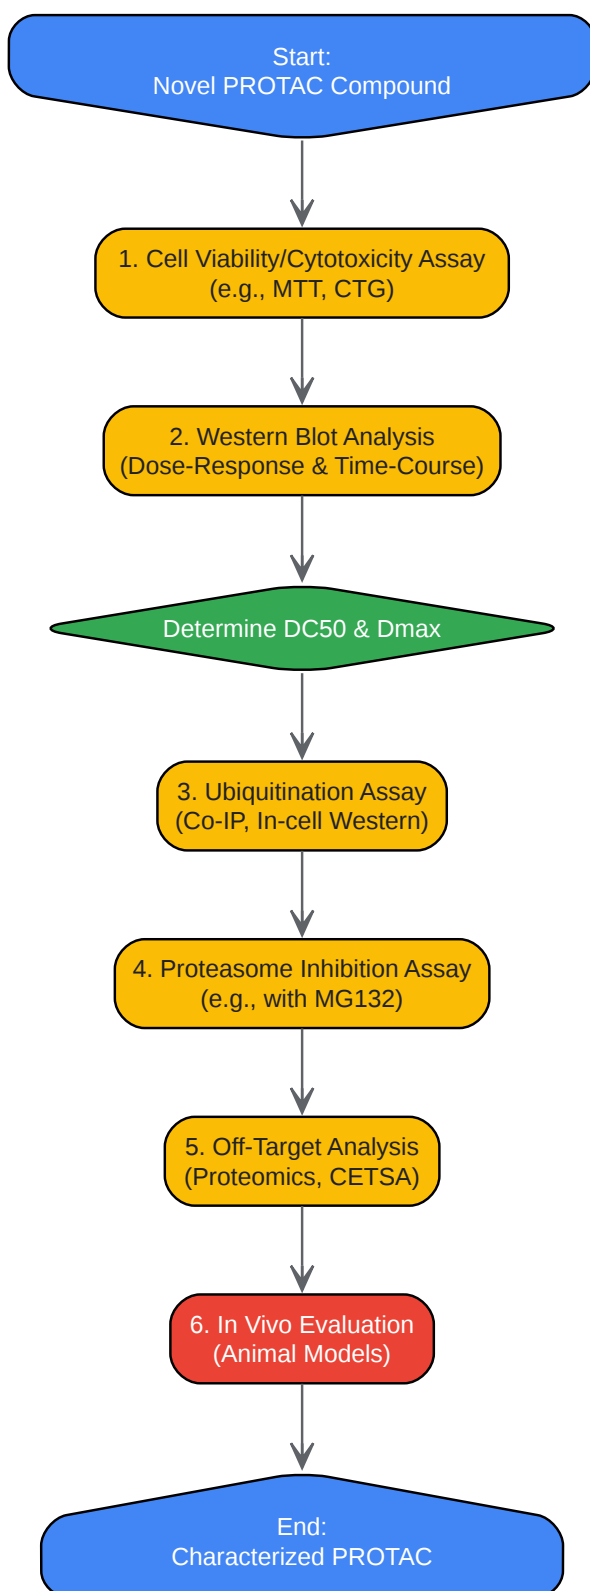 Start:
Novel PROTAC Compound
1. Cell Viability/Cytotoxicity Assay
(e.g., MTT, CTG)
2. Western Blot Analysis
(Dose-Response & Time-Course)
Determine DC50 & Dmax
3. Ubiquitination Assay
(Co-IP, In-cell Western)
4. Proteasome Inhibition Assay
(e.g., with MG132)
5. Off-Target Analysis
(Proteomics, CETSA)
6. In Vivo Evaluation
(Animal Models)
End:
Characterized PROTAC